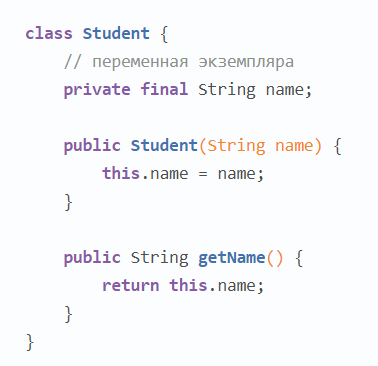 class Student {
    // переменная экземпляра
    private final String name;

    public Student(String name) {
        this.name = name;
    }

    public String getName() {
        return this.name;
    }
}